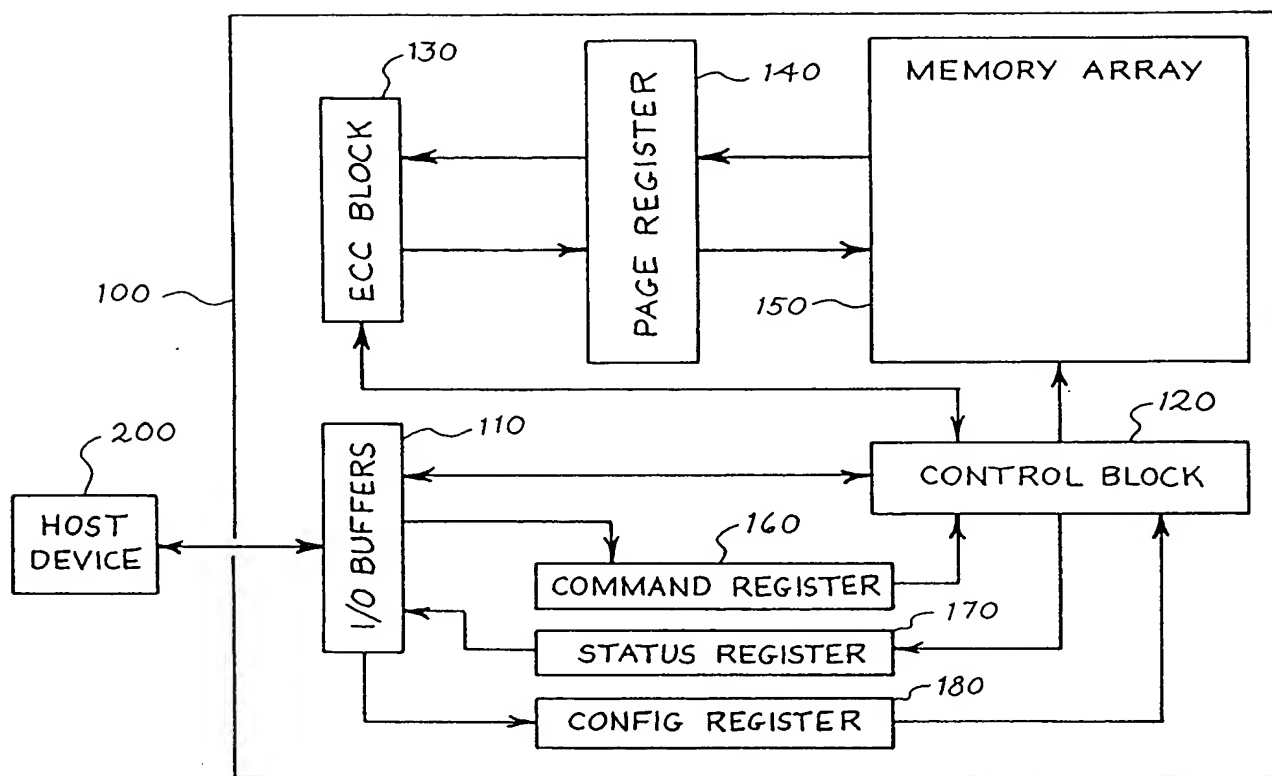 130
140
MEMORY ARRAY
ECC BLOCK
PAGE REGISTER
100
150
120
200
110
CONTROL BLOCK
I/O BUFFERS
HOST
DEVICE
160
COMMAND REGISTER
170
STATUS REGISTER
180
CONFIG REGISTER